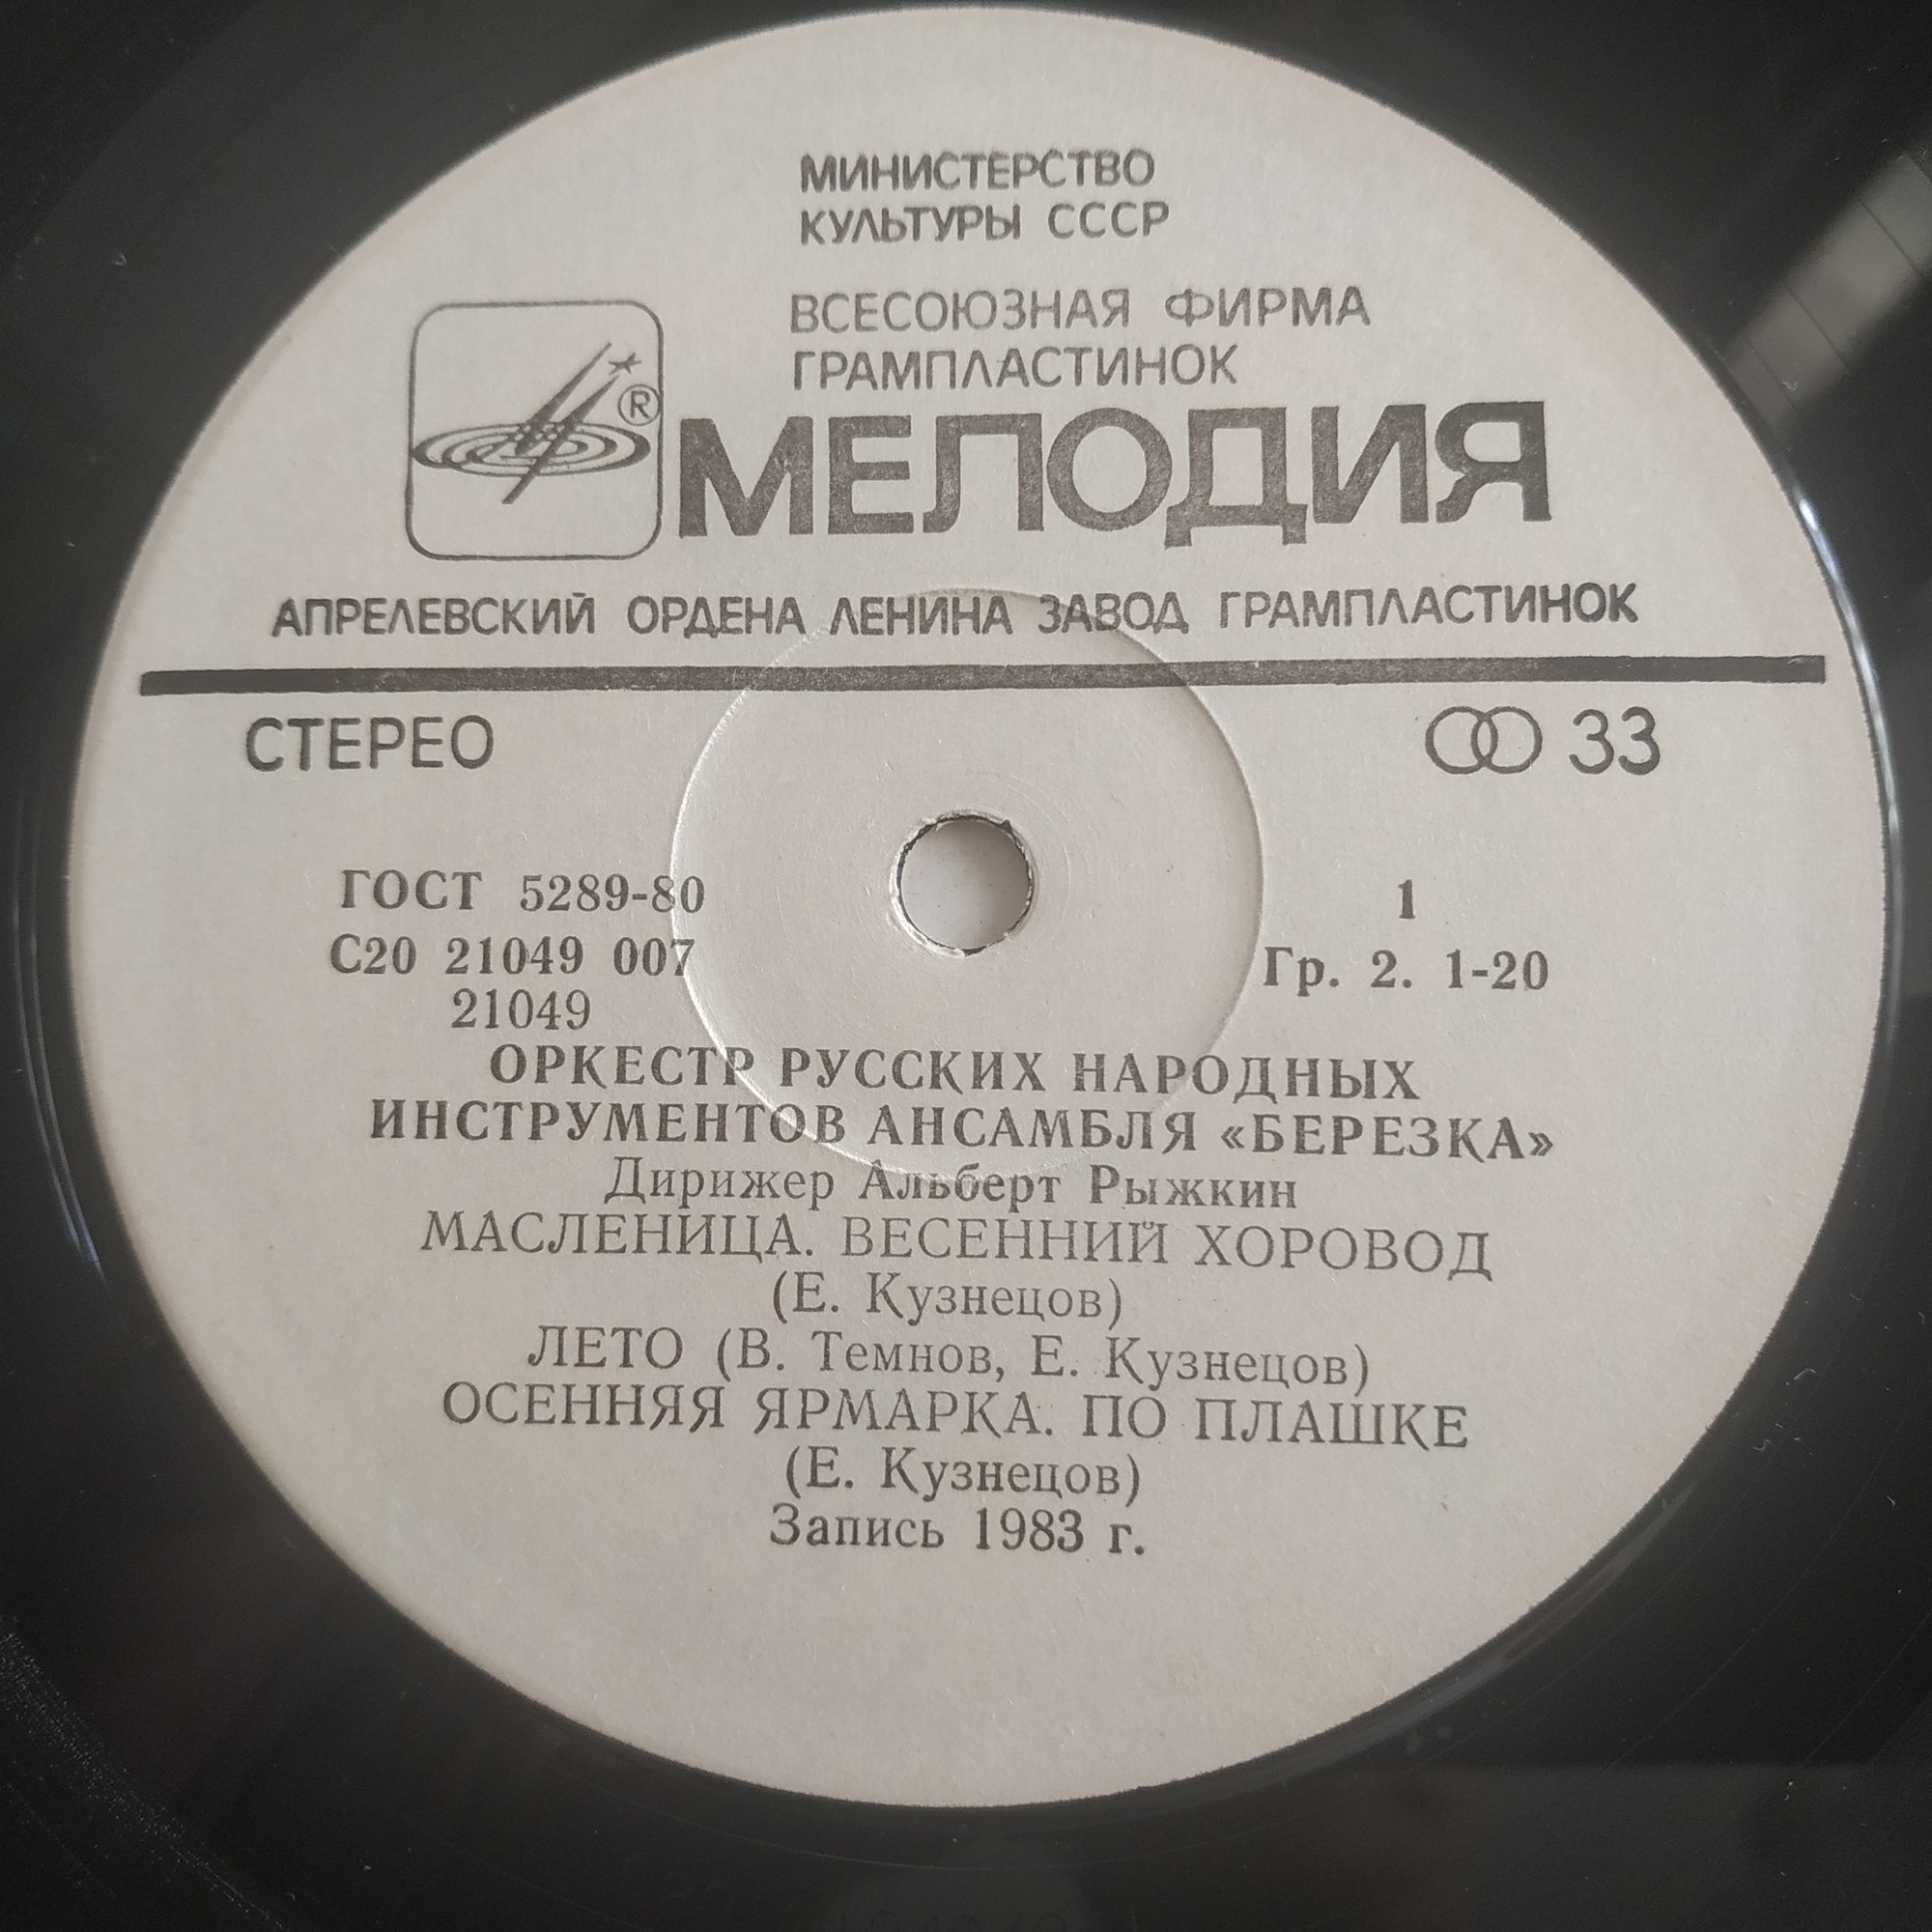 МИНИСТЕРСТВО
КУЛЬТУРЫ СССР
ВСЕСОЮЗНАЯ ФИРМА
ГРАМПЛАСТИНОК
®
МЕЛОДИЯ
АПРЕЛЕВСКИЙ ОРДЕНА ЛЕНИНА ЗАВОД ГРАМПЛАСТИНОК
СТЕРЕО
33
ГОСТ 5289-80
1
С20 21049 007
Гр. 2. 1-20
21049
ОРКЕСТР РУССКИХ НАРОДНЫХ
ИНСТРУМЕНТОВ АНСАМБЛЯ «БЕРЕЗКА»
Дирижер Альберт Рыжкин
МАСЛЕНИЦА. ВЕСЕННИЙ ХОРОВОД
(Е. Кузнецов)
ЛЕТО (В. Темнов, Е. Кузнецов)
ОСЕННЯЯ ЯРМАРКА. ПО ПЛАШКЕ
(Е. Кузнецов)
Запись 1983 г.